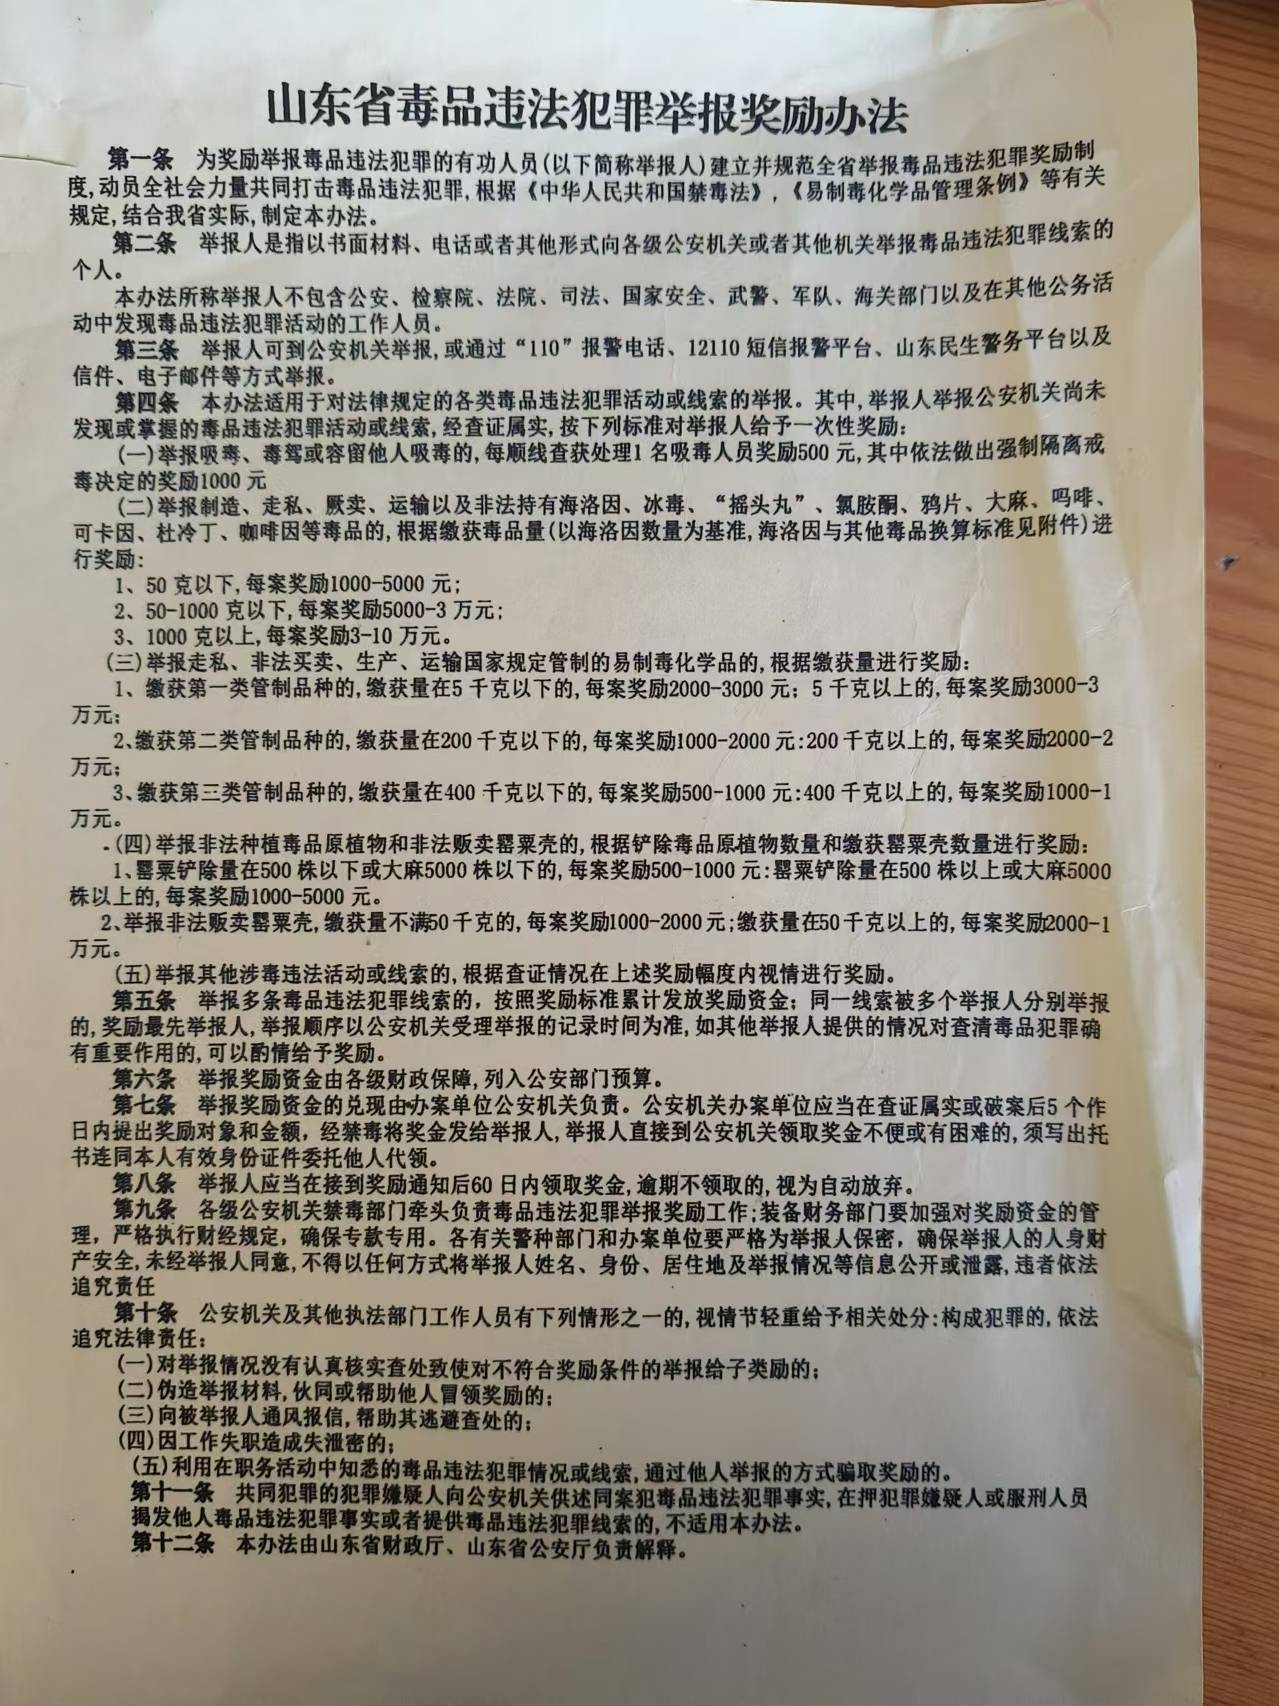 山东省毒品违法犯罪举报奖励办法
第一条 为奖励举报毒品违法犯罪的有功人员(以下简称举报人)建立并规范全省举报毒品违法犯罪奖励制
度,动员全社会力量共同打击毒品违法犯罪,根据《中华人民共和国禁毒法》,《易制毒化学品管理条例》等有关
规定,结合我省实际,制定本办法。
第二条 举报人是指以书面材料、电话或者其他形式向各级公安机关或者其他机关举报毒品违法犯罪线索的
个人。
本办法所称举报人不包含公安、检察院、法院、司法、国家安全、武警、军队、海关部门以及在其他公务活
动中发现毒品违法犯罪活动的工作人员。
第三条 举报人可到公安机关举报,或通过“110”报警电话、12110短信报警平台、山东民生警务平台以及
信件、电子邮件等方式举报。
第四条 本办法适用于对法律规定的各类毒品违法犯罪活动或线索的举报。其中,举报人举报公安机关尚未
发现或掌握的毒品违法犯罪活动或线索,经查证属实,按下列标准对举报人给予一次性奖励:
(一)举报吸毒、毒驾或容留他人吸毒的,每顺线查获处理1名吸毒人员奖励500元,其中依法做出强制隔离戒
毒决定的奖励1000元
(二)举报制造、走私、厥卖、运输以及非法持有海洛因、冰毒、“摇头丸”、氯胺酮、鸦片、大麻、吗啡、
可卡因、杜冷丁、咖啡因等毒品的,根据缴获毒品量(以海洛因数量为基准,海洛因与其他毒品换算标准见附件)进
行奖励:
1、50克以下,每案奖励1000-5000元;
2、50-1000克以下,每案奖励5000-3万元;
3、1000克以上,每案奖励3-10万元。
(三)举报走私、非法买卖、生产、运输国家规定管制的易制毒化学品的,根据缴获量进行奖励:
1、缴获第一类管制品种的,缴获量在5千克以下的,每案奖励2000-3000元;5千克以上的,每案奖励3000-3
万元;
2、缴获第二类管制品种的,缴获量在200千克以下的,每案奖励1000-2000元:200千克以上的,每案奖励2000-2
万元;
3、缴获第三类管制品种的,缴获量在400千克以下的,每案奖励500-1000元:400千克以上的,每案奖励1000-1
万元。
(四)举报非法种植毒品原植物和非法贩卖罂粟壳的,根据铲除毒品原植物数量和缴获罂粟壳数量进行奖励:
1、罂粟铲除量在500株以下或大麻5000株以下的,每案奖励500-1000元:罂粟铲除量在500株以上或大麻5000
株以上的,每案奖励1000-5000元。
2、举报非法贩卖罂粟壳,缴获量不满50千克的,每案奖励1000-2000元;缴获量在50千克以上的,每案奖励2000-1
万元。
(五)举报其他涉毒违法活动或线索的,根据查证情况在上述奖励幅度内视情进行奖励。
第五条 举报多条毒品违法犯罪线索的,按照奖励标准累计发放奖励资金;同一线索被多个举报人分别举报
的,奖励最先举报人,举报顺序以公安机关受理举报的记录时间为准,如其他举报人提供的情况对查清毒品犯罪确
有重要作用的,可以酌情给予奖励。
第六条 举报奖励资金由各级财政保障,列入公安部门预算。
第七条 举报奖励资金的兑现由办案单位公安机关负责。公安机关办案单位应当在查证属实或破案后5个作
日内提出奖励对象和金额,经禁毒将奖金发给举报人,举报人直接到公安机关领取奖金不便或有困难的,须写出托
书连同本人有效身份证件委托他人代领。
第八条 举报人应当在接到奖励通知后60日内领取奖金,逾期不领取的,视为自动放弃。
第九条 各级公安机关禁毒部门牵头负责毒品违法犯罪举报奖励工作;装备财务部门要加强对奖励资金的管
理,严格执行财经规定,确保专款专用。各有关警种部门和办案单位要严格为举报人保密,确保举报人的人身财
产安全,未经举报人同意,不得以任何方式将举报人姓名、身份、居住地及举报情况等信息公开或泄露,违者依法
追究责任
第十条 公安机关及其他执法部门工作人员有下列情形之一的,视情节轻重给予相关处分:构成犯罪的,依法
追究法律责任:
(一)对举报情况没有认真核实查处致使对不符合奖励条件的举报给子类励的;
(二)伪造举报材料,伙同或帮助他人冒领奖励的;
(三)向被举报人通风报信,帮助其逃避查处的;
(四)因工作失职造成失泄密的;
(五)利用在职务活动中知悉的毒品违法犯罪情况或线索,通过他人举报的方式骗取奖励的。
第十一条 共同犯罪的犯罪嫌疑人向公安机关供述同案犯毒品违法犯罪事实,在押犯罪嫌疑人或服刑人员
揭发他人毒品违法犯罪事实或者提供毒品违法犯罪线索的,不适用本办法。
第十二条 本办法由山东省财政厅、山东省公安厅负责解释。